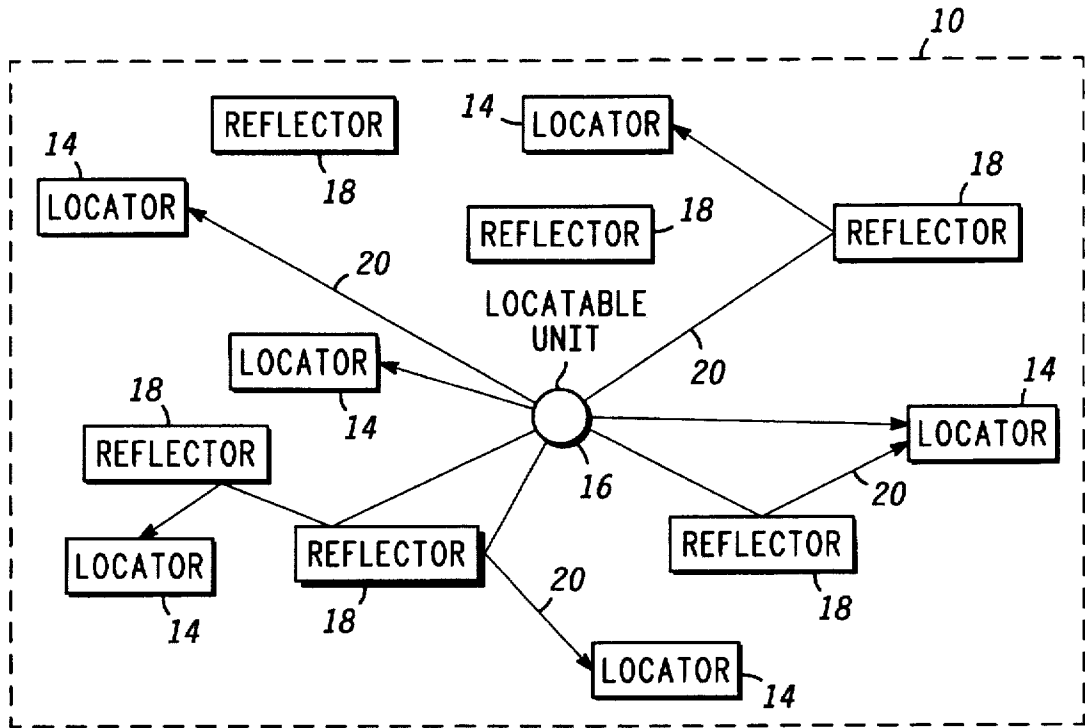 10
REFLECTOR
18
14
LOCATOR
14
LOCATOR
18
REFLECTOR
18
REFLECTOR
20
LOCATABLE
UNIT
16
20
LOCATOR
14
14
LOCATOR
18
REFLECTOR
20
REFLECTOR
18
LOCATOR
14
REFLECTOR
18
20
LOCATOR
14